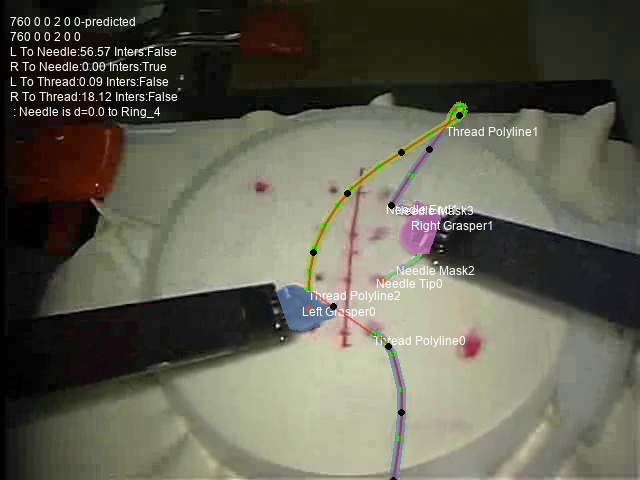 760 0 0 2 0 0-predicted
760 0 0 2 0 0
L To Needle:56.57 Inters:False
R To Needle:0.00 Inters:True
L To Thread:0.09 Inters:False
R To Thread:18.12 Inters:False
: Needle is d=0.0 to Ring_4
Thread Polyline1
Needle Mask3
Right Grasper1
Needle Mask2
Needle Tip0
Thread Polyline2
Left Grasper0
Thread Polyline0